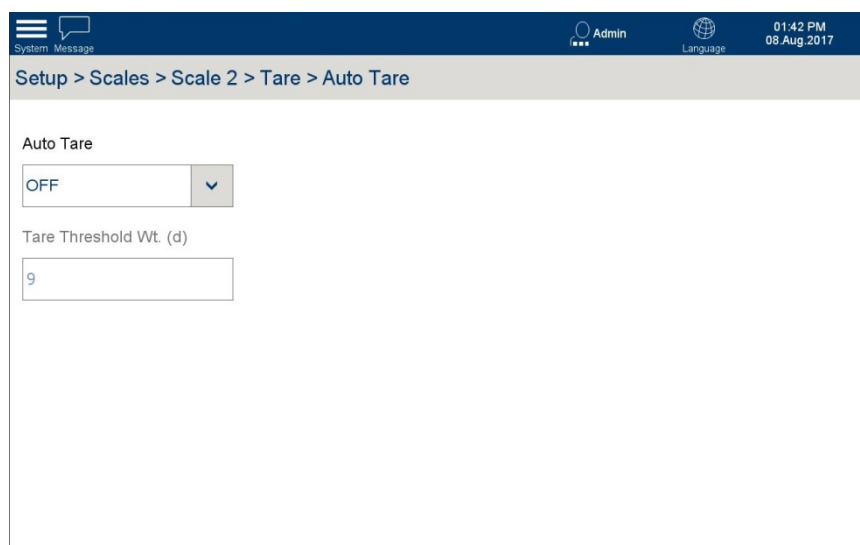 System Message
Admin
Language
01:42 PM
08.Aug.2017
Setup > Scales > Scale 2 > Tare > Auto Tare
Auto Tare
OFF
Tare Threshold Wt. (d)
9